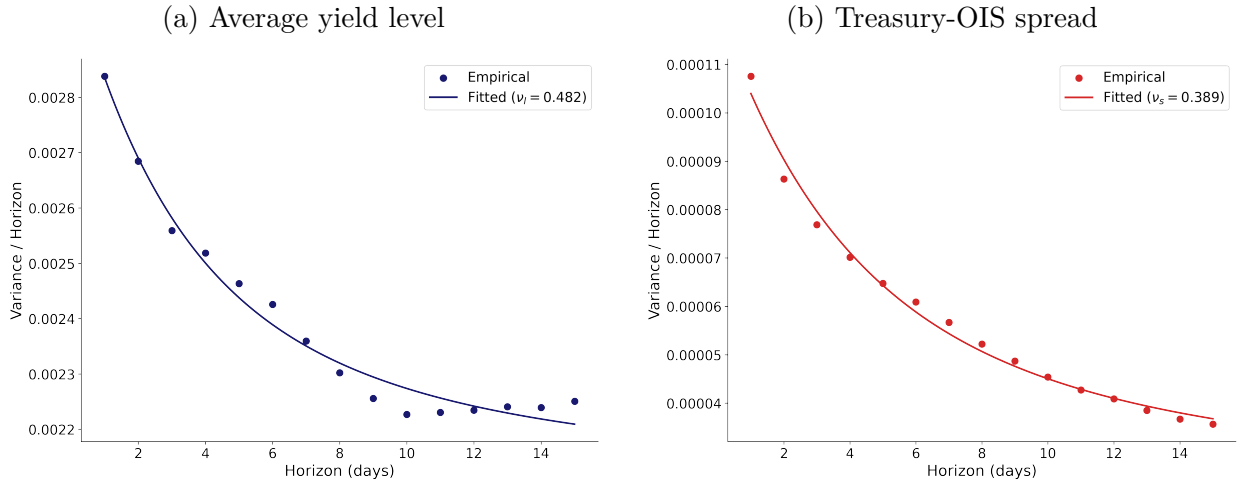 (a) Average yield level
Empirical
Fitted (ν_l = 0.482)
0.0028
0.0027
0.0026
0.0025
0.0024
0.0023
0.0022
Variance / Horizon
2 4 6 8 10 12 14
Horizon (days)
(b) Treasury-OIS spread
Empirical
Fitted (ν_s = 0.389)
0.00011
0.00010
0.00009
0.00008
0.00007
0.00006
0.00005
0.00004
Variance / Horizon
2 4 6 8 10 12 14
Horizon (days)